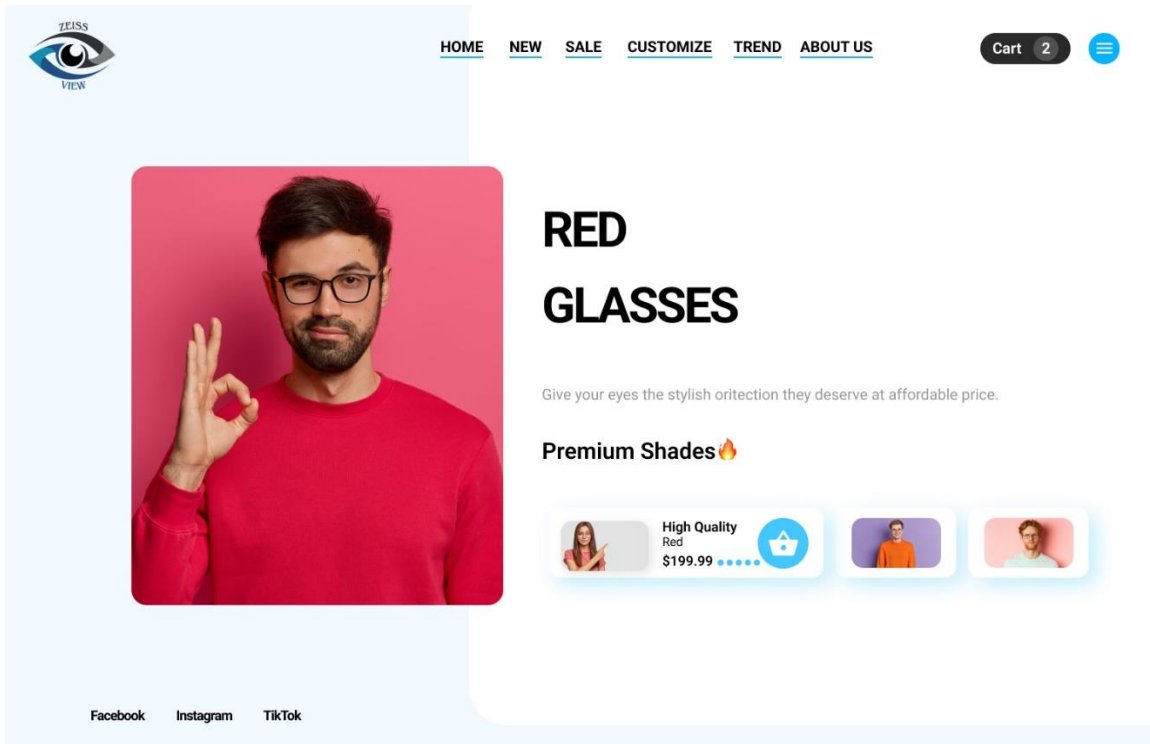 ZEISS
VIEW
HOME NEW SALE CUSTOMIZE TREND ABOUT US
Cart 2
RED
GLASSES
Give your eyes the stylish oritection they deserve at affordable price.
Premium Shades🔥
High Quality
Red
$199.99
Facebook Instagram TikTok